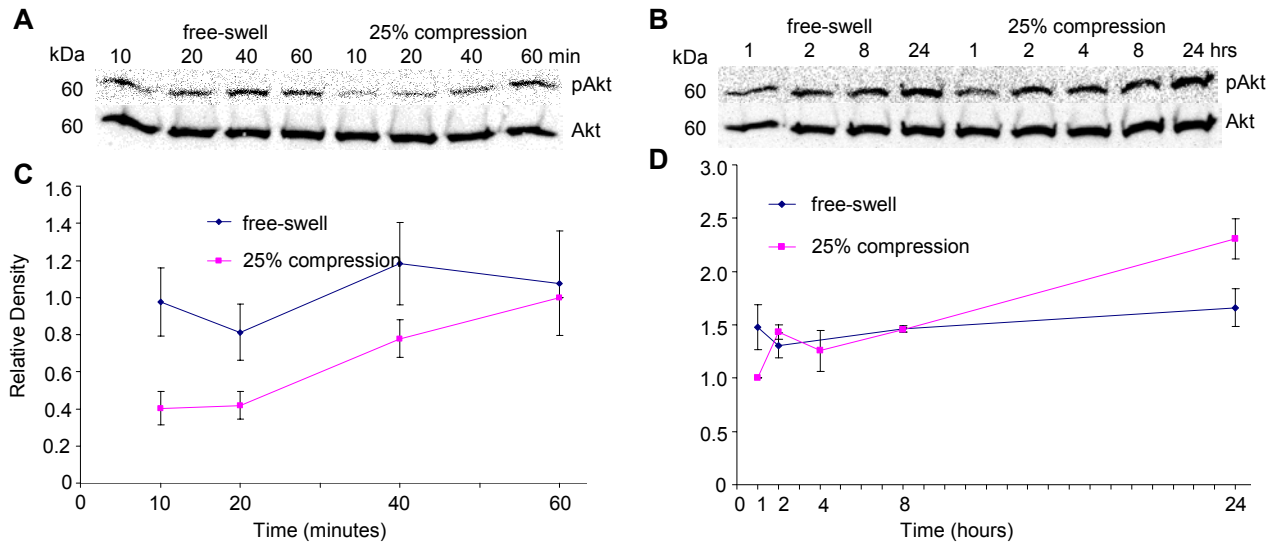 A
free-swell 25% compression
kDa 10 20 40 60 10 20 40 60 min
60 pAkt
60 Akt
B
free-swell 25% compression
kDa 1 2 8 24 1 2 4 8 24 hrs
60 pAkt
60 Akt
C
Relative Density
1.6
1.4
1.2
1.0
0.8
0.6
0.4
0.2
0
free-swell
25% compression
0 10 20 40 60
Time (minutes)
D
3.0
2.5
2.0
1.5
1.0
0.5
0
free-swell
25% compression
0 1 2 4 8 24
Time (hours)